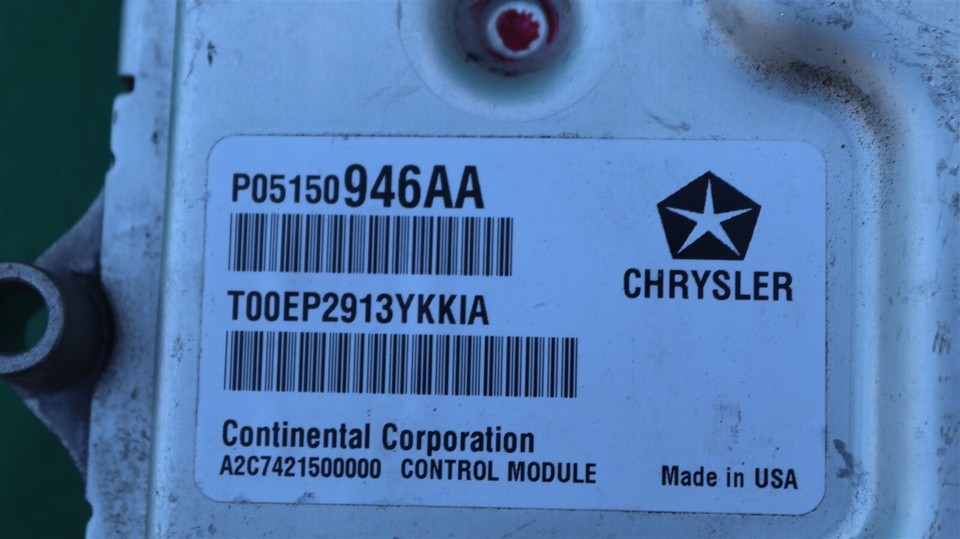 P05150946AA
CHRYSLER
T00EP2913YKKIA
Continental Corporation
A2C7421500000 CONTROL MODULE
Made in USA